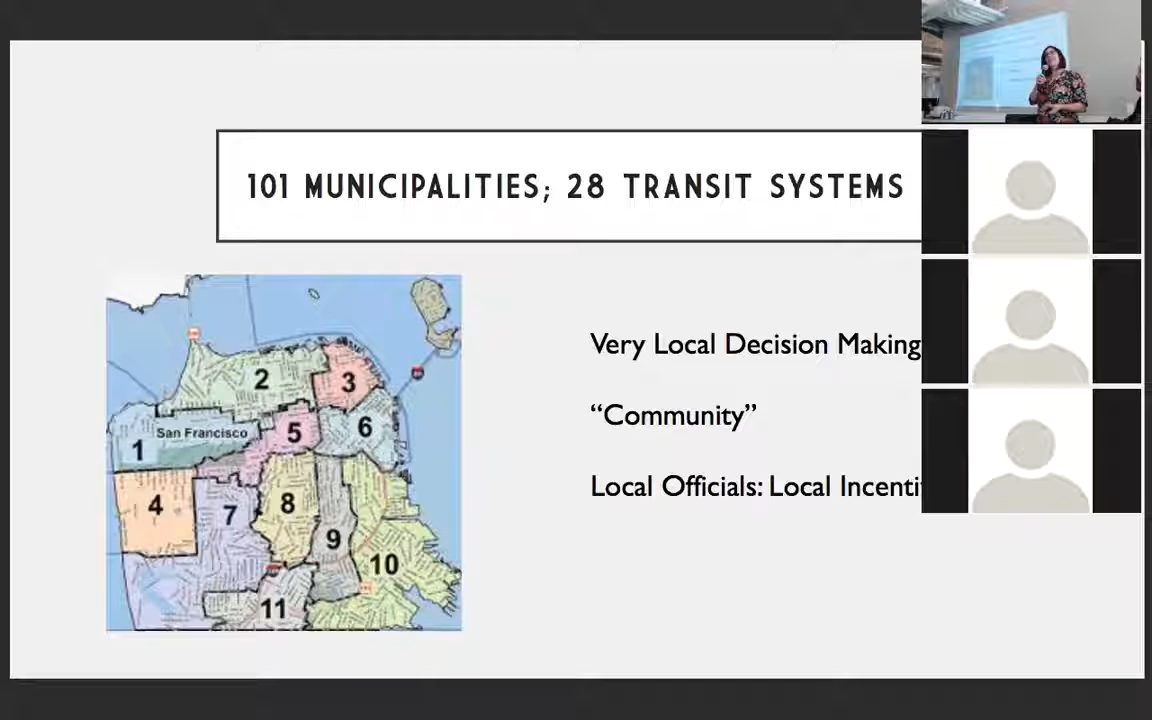 101 MUNICIPALITIES; 28 TRANSIT SYSTEMS
2
3
San Francisco
5
6
1
4
7
8
9
10
11
Very Local Decision Making
“Community”
Local Officials: Local